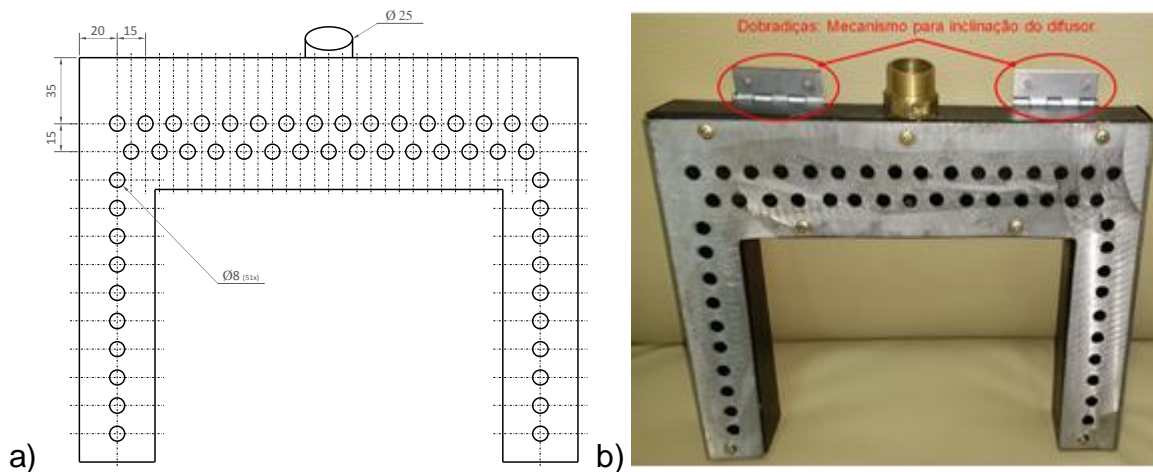 20 15
Ø 25
35
15
Ø8 (51x)
a)
Dobradiças: Mecanismo para inclinação do difusor.
b)